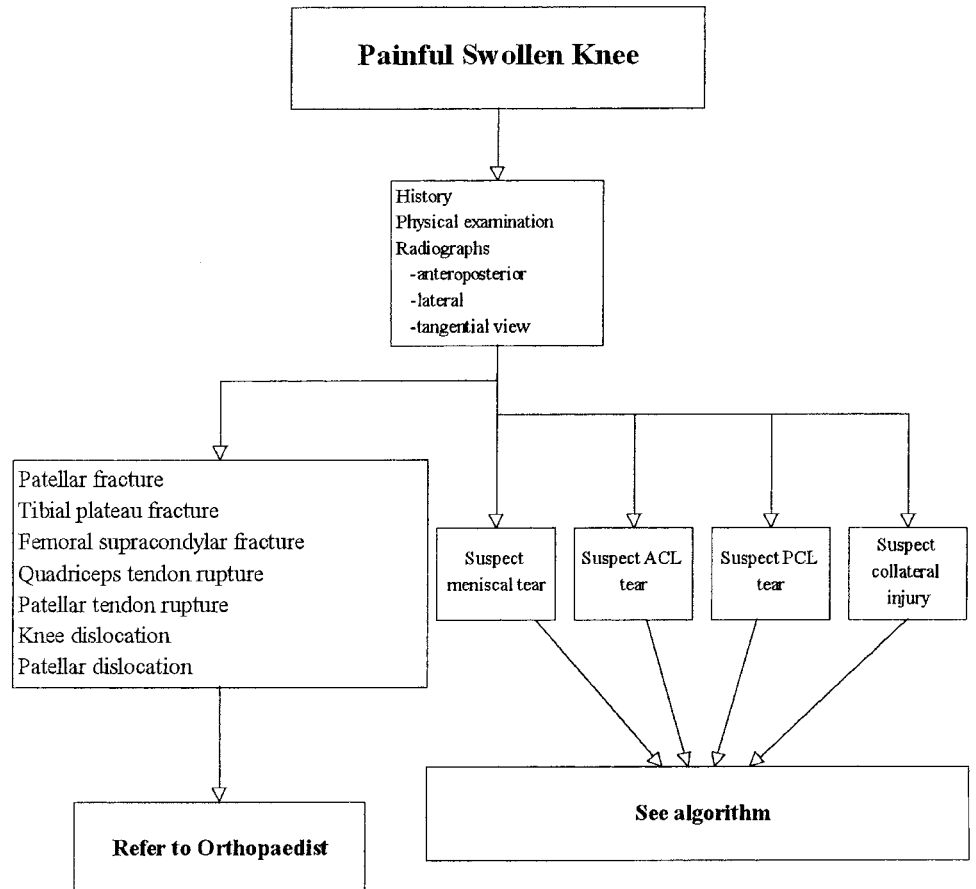 Painful Swollen Knee
History
Physical examination
Radiographs
-anteroposterior
-lateral
-tangential view
Patellar fracture
Tibial plateau fracture
Femoral supracondylar fracture
Quadriceps tendon rupture
Patellar tendon rupture
Knee dislocation
Patellar dislocation
Suspect
meniscal tear
Suspect ACL
tear
Suspect PCL
tear
Suspect
collateral
injury
Refer to Orthopaedist
See algorithm